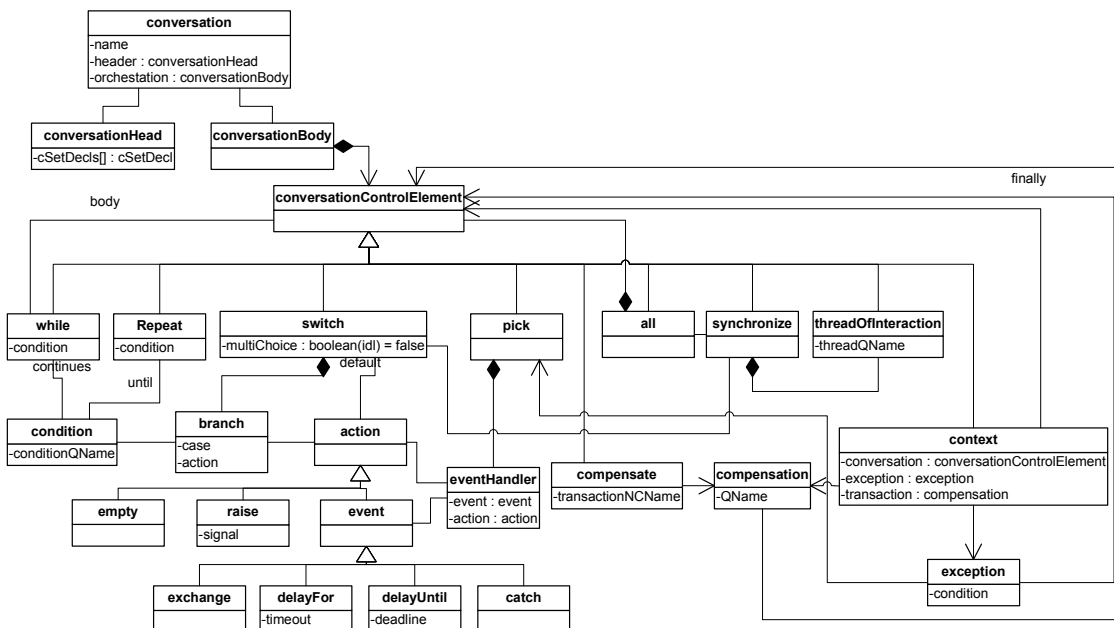 conversation
-name
-header : conversationHead
-orchestation : conversationBody
conversationHead
-cSetDecls[] : cSetDecl
conversationBody
finally
conversationControlElement
body
while
-condition
Repeat
-condition
switch
-multiChoice : boolean(idl) = false
pick
all
synchronize
threadOfInteraction
-threadQName
continues
default
until
condition
-conditionQName
branch
-case
-action
action
context
-conversation : conversationControlElement
-exception : exception
-transaction : compensation
eventHandler
-event : event
-action : action
compensate
-transactionNCName
compensation
-QName
empty
raise
-signal
event
exception
-condition
exchange
delayFor
-timeout
delayUntil
-deadline
catch